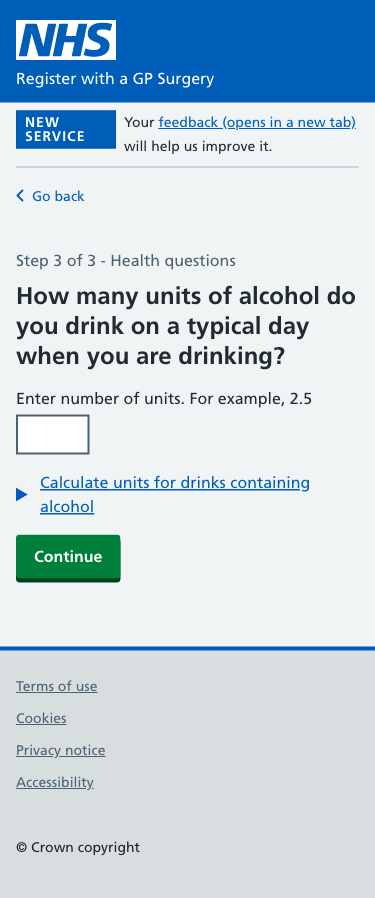 NHS
Register with a GP Surgery
NEW
SERVICE
Your feedback (opens in a new tab)
will help us improve it.
Go back
Step 3 of 3 - Health questions
How many units of alcohol do
you drink on a typical day
when you are drinking?
Enter number of units. For example, 2.5
Calculate units for drinks containing
alcohol
Continue
Terms of use
Cookies
Privacy notice
Accessibility
© Crown copyright